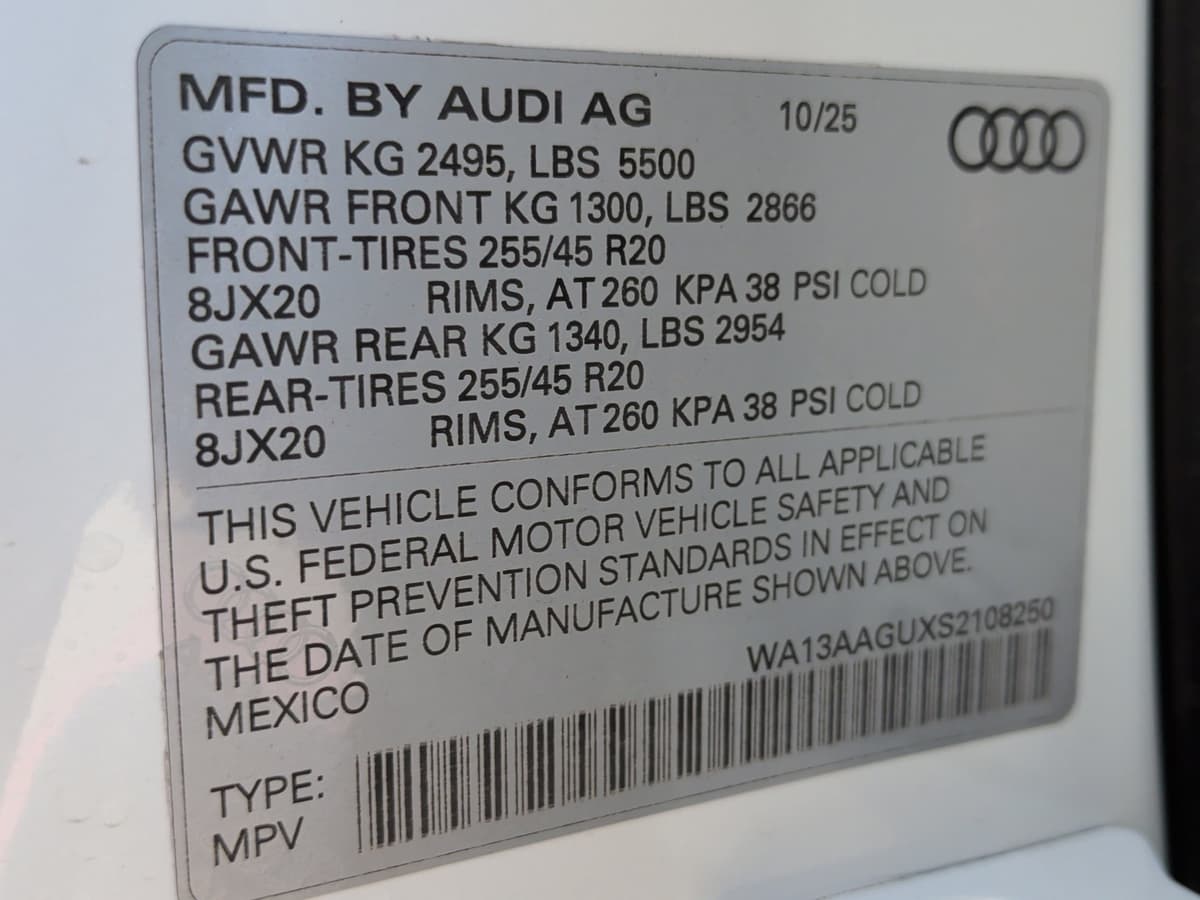 MFD. BY AUDI AG 10/25
GVWR KG 2495, LBS 5500
GAWR FRONT KG 1300, LBS 2866
FRONT-TIRES 255/45 R20
8JX20 RIMS, AT 260 KPA 38 PSI COLD
GAWR REAR KG 1340, LBS 2954
REAR-TIRES 255/45 R20
8JX20 RIMS, AT 260 KPA 38 PSI COLD
THIS VEHICLE CONFORMS TO ALL APPLICABLE
U.S. FEDERAL MOTOR VEHICLE SAFETY AND
THEFT PREVENTION STANDARDS IN EFFECT ON
THE DATE OF MANUFACTURE SHOWN ABOVE.
MEXICO WA13AAGUXS2108250
TYPE:
MPV